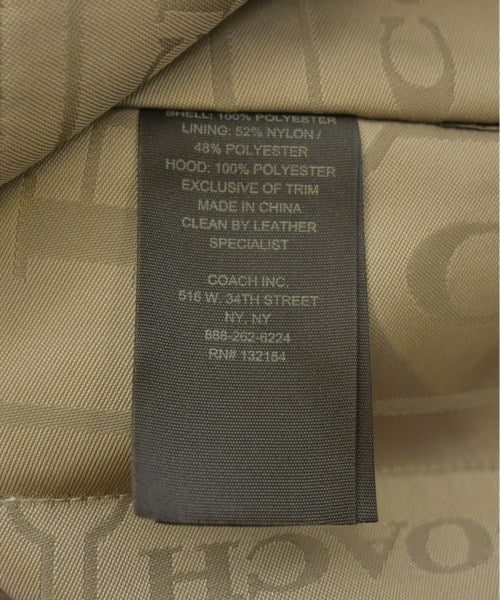 SHELL: 100% POLYESTER
LINING: 52% NYLON /
48% POLYESTER
HOOD: 100% POLYESTER
EXCLUSIVE OF TRIM
MADE IN CHINA
CLEAN BY LEATHER
SPECIALIST
COACH INC.
516 W. 34TH STREET
NY, NY
888-262-6224
RN# 132154
OACH